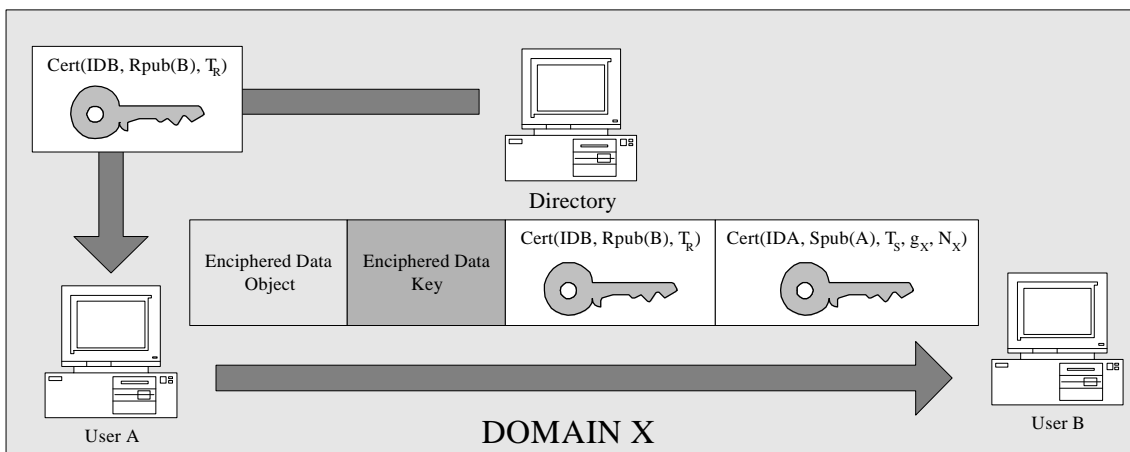 Cert(IDB, Rpub(B), T_R)
Directory
Enciphered Data
Object
Enciphered Data
Key
Cert(IDB, Rpub(B), T_R)
Cert(IDA, Spub(A), T_S, g_X, N_X)
User A
DOMAIN X
User B